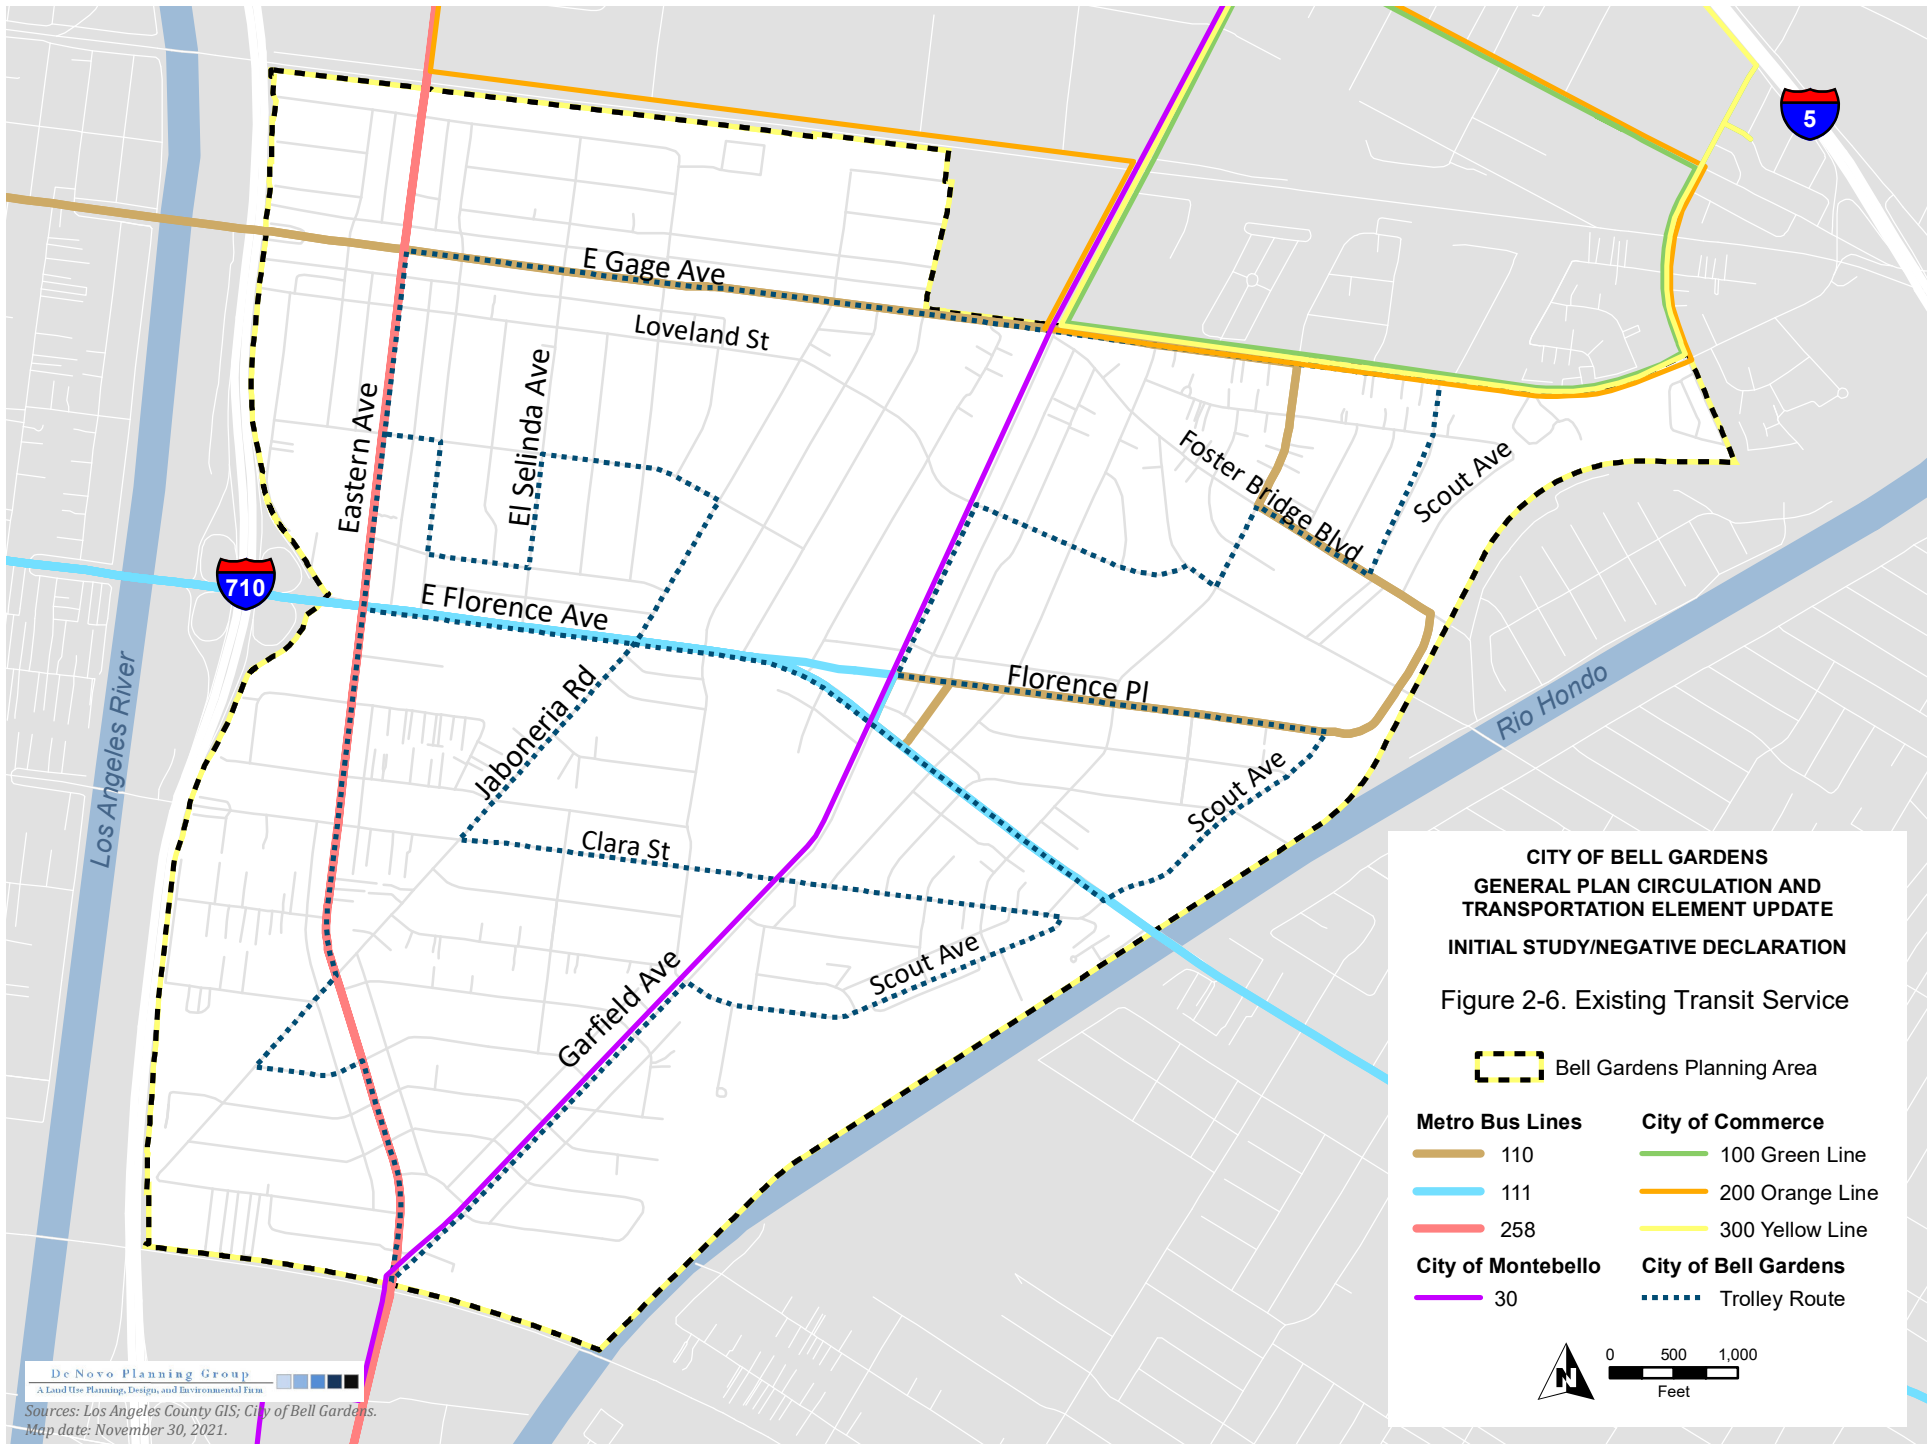 5
E Gage Ave
Loveland St
Eastern Ave
El Selinda Ave
Foster Bridge Blvd
Scout Ave
710
E Florence Ave
Los Angeles River
Jaboneria Rd
Florence Pl
Rio Hondo
Scout Ave
Clara St
Scout Ave
Garfield Ave
CITY OF BELL GARDENS
GENERAL PLAN CIRCULATION AND
TRANSPORTATION ELEMENT UPDATE
INITIAL STUDY/NEGATIVE DECLARATION
Figure 2-6. Existing Transit Service
Bell Gardens Planning Area
Metro Bus Lines
110
111
258
City of Montebello
30
City of Commerce
100 Green Line
200 Orange Line
300 Yellow Line
City of Bell Gardens
Trolley Route
N
0 500 1,000
Feet
De Novo Planning Group
A Land Use Planning, Design, and Environmental Firm
Sources: Los Angeles County GIS; City of Bell Gardens.
Map date: November 30, 2021.